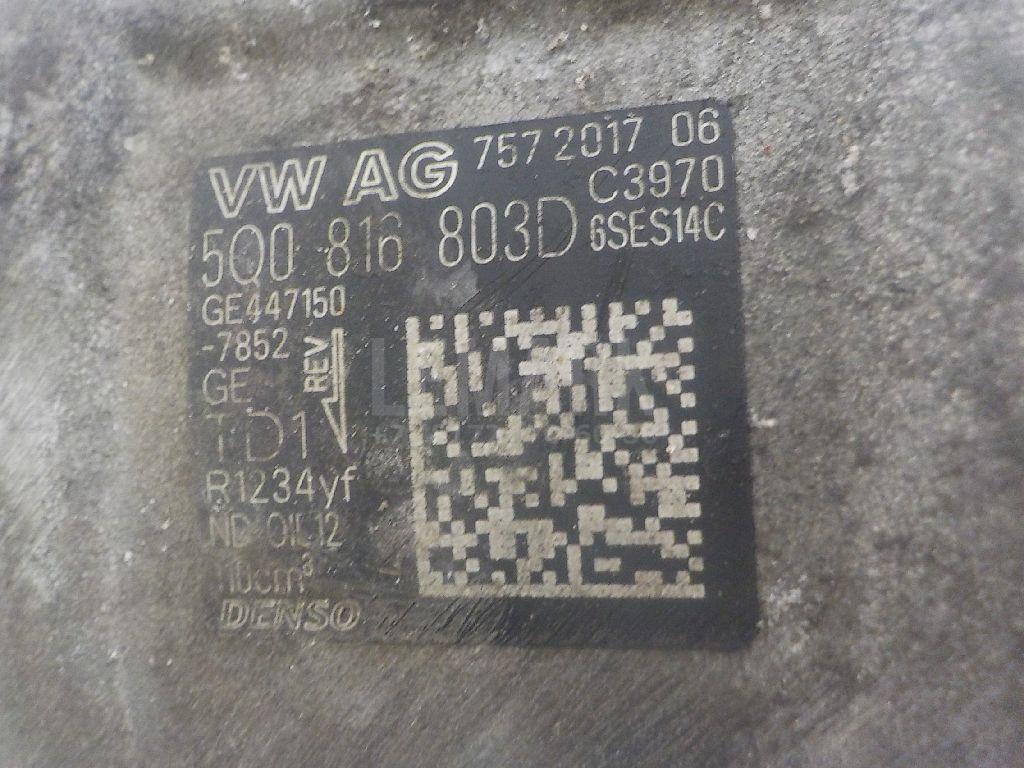 VW AG 757 2017 06
C3970
5Q0 816 803D 6SES14C
GE447150
-7852
REV
GE
TD1
R1234yf
ND-OIL12
110cm³
DENSO